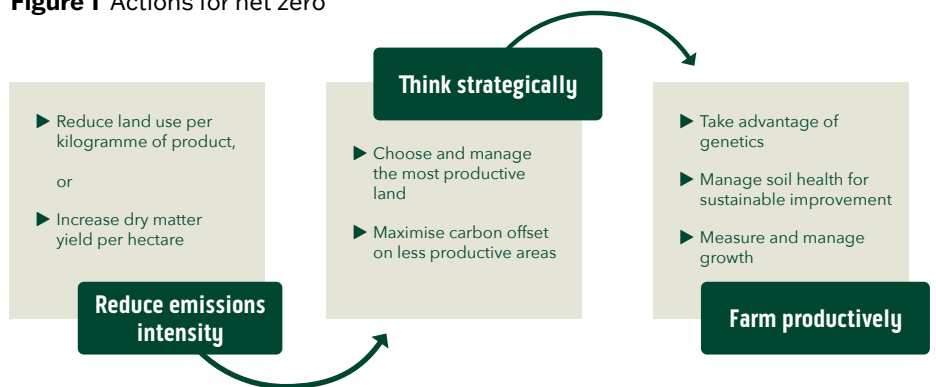 Figure 1 Actions for net zero
Reduce land use per
kilogramme of product,
or
Increase dry matter
yield per hectare
Reduce emissions
intensity
Think strategically
Choose and manage
the most productive
land
Maximise carbon offset
on less productive areas
Take advantage of
genetics
Manage soil health for
sustainable improvement
Measure and manage
growth
Farm productively